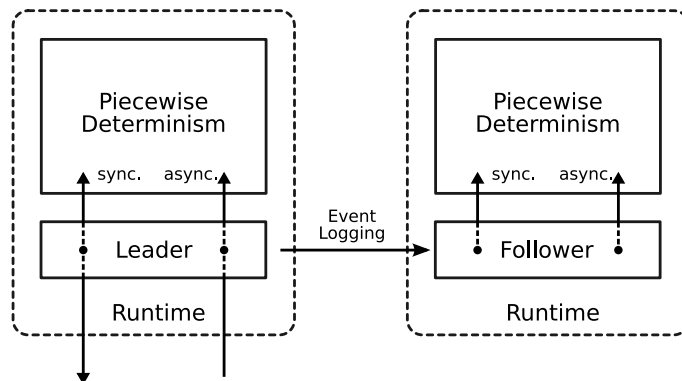 Piecewise
Determinism
sync. async.
Leader
Runtime
Event
Logging
Piecewise
Determinism
sync. async.
Follower
Runtime